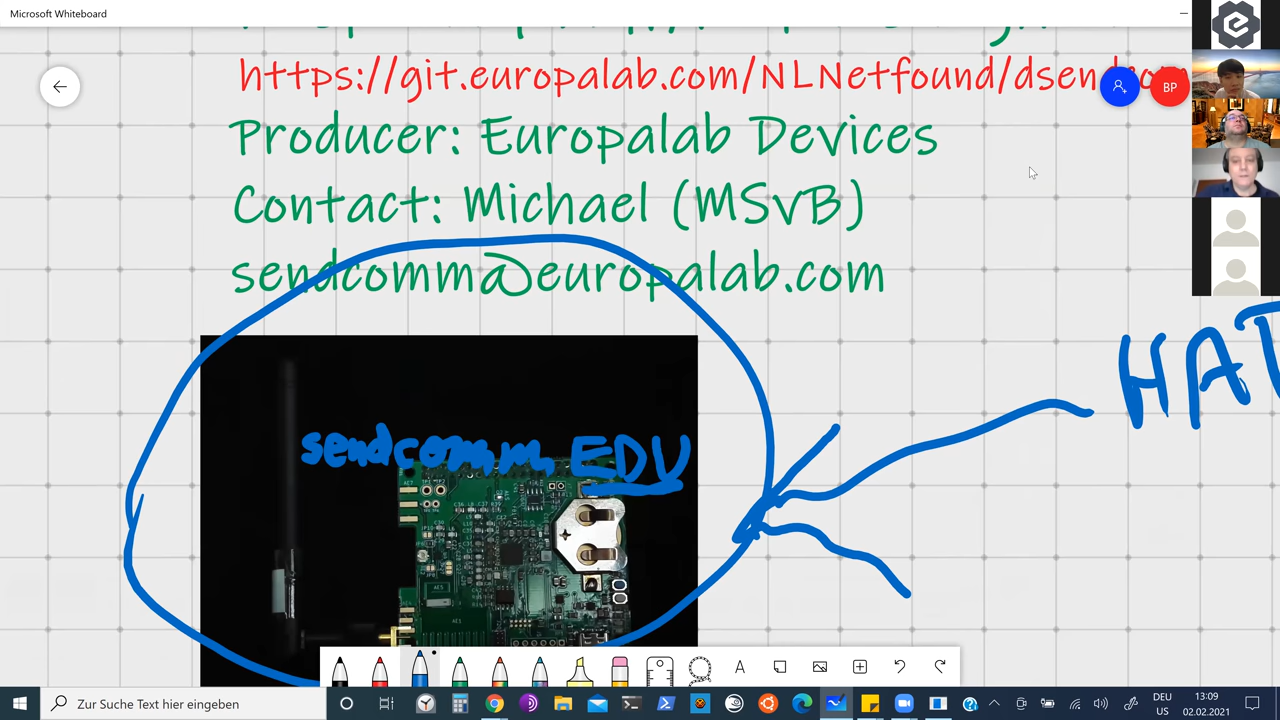 Microsoft Whiteboard
https://git.europalab.com/NLNetfound/dsendcom
BP
Producer: Europalab Devices
Contact: Michael (MSvB)
sendcomm@europalab.com
HAT
sendcomm EDU
Zur Suche Text hier eingeben
DEU
US
13:09
02.02.2021